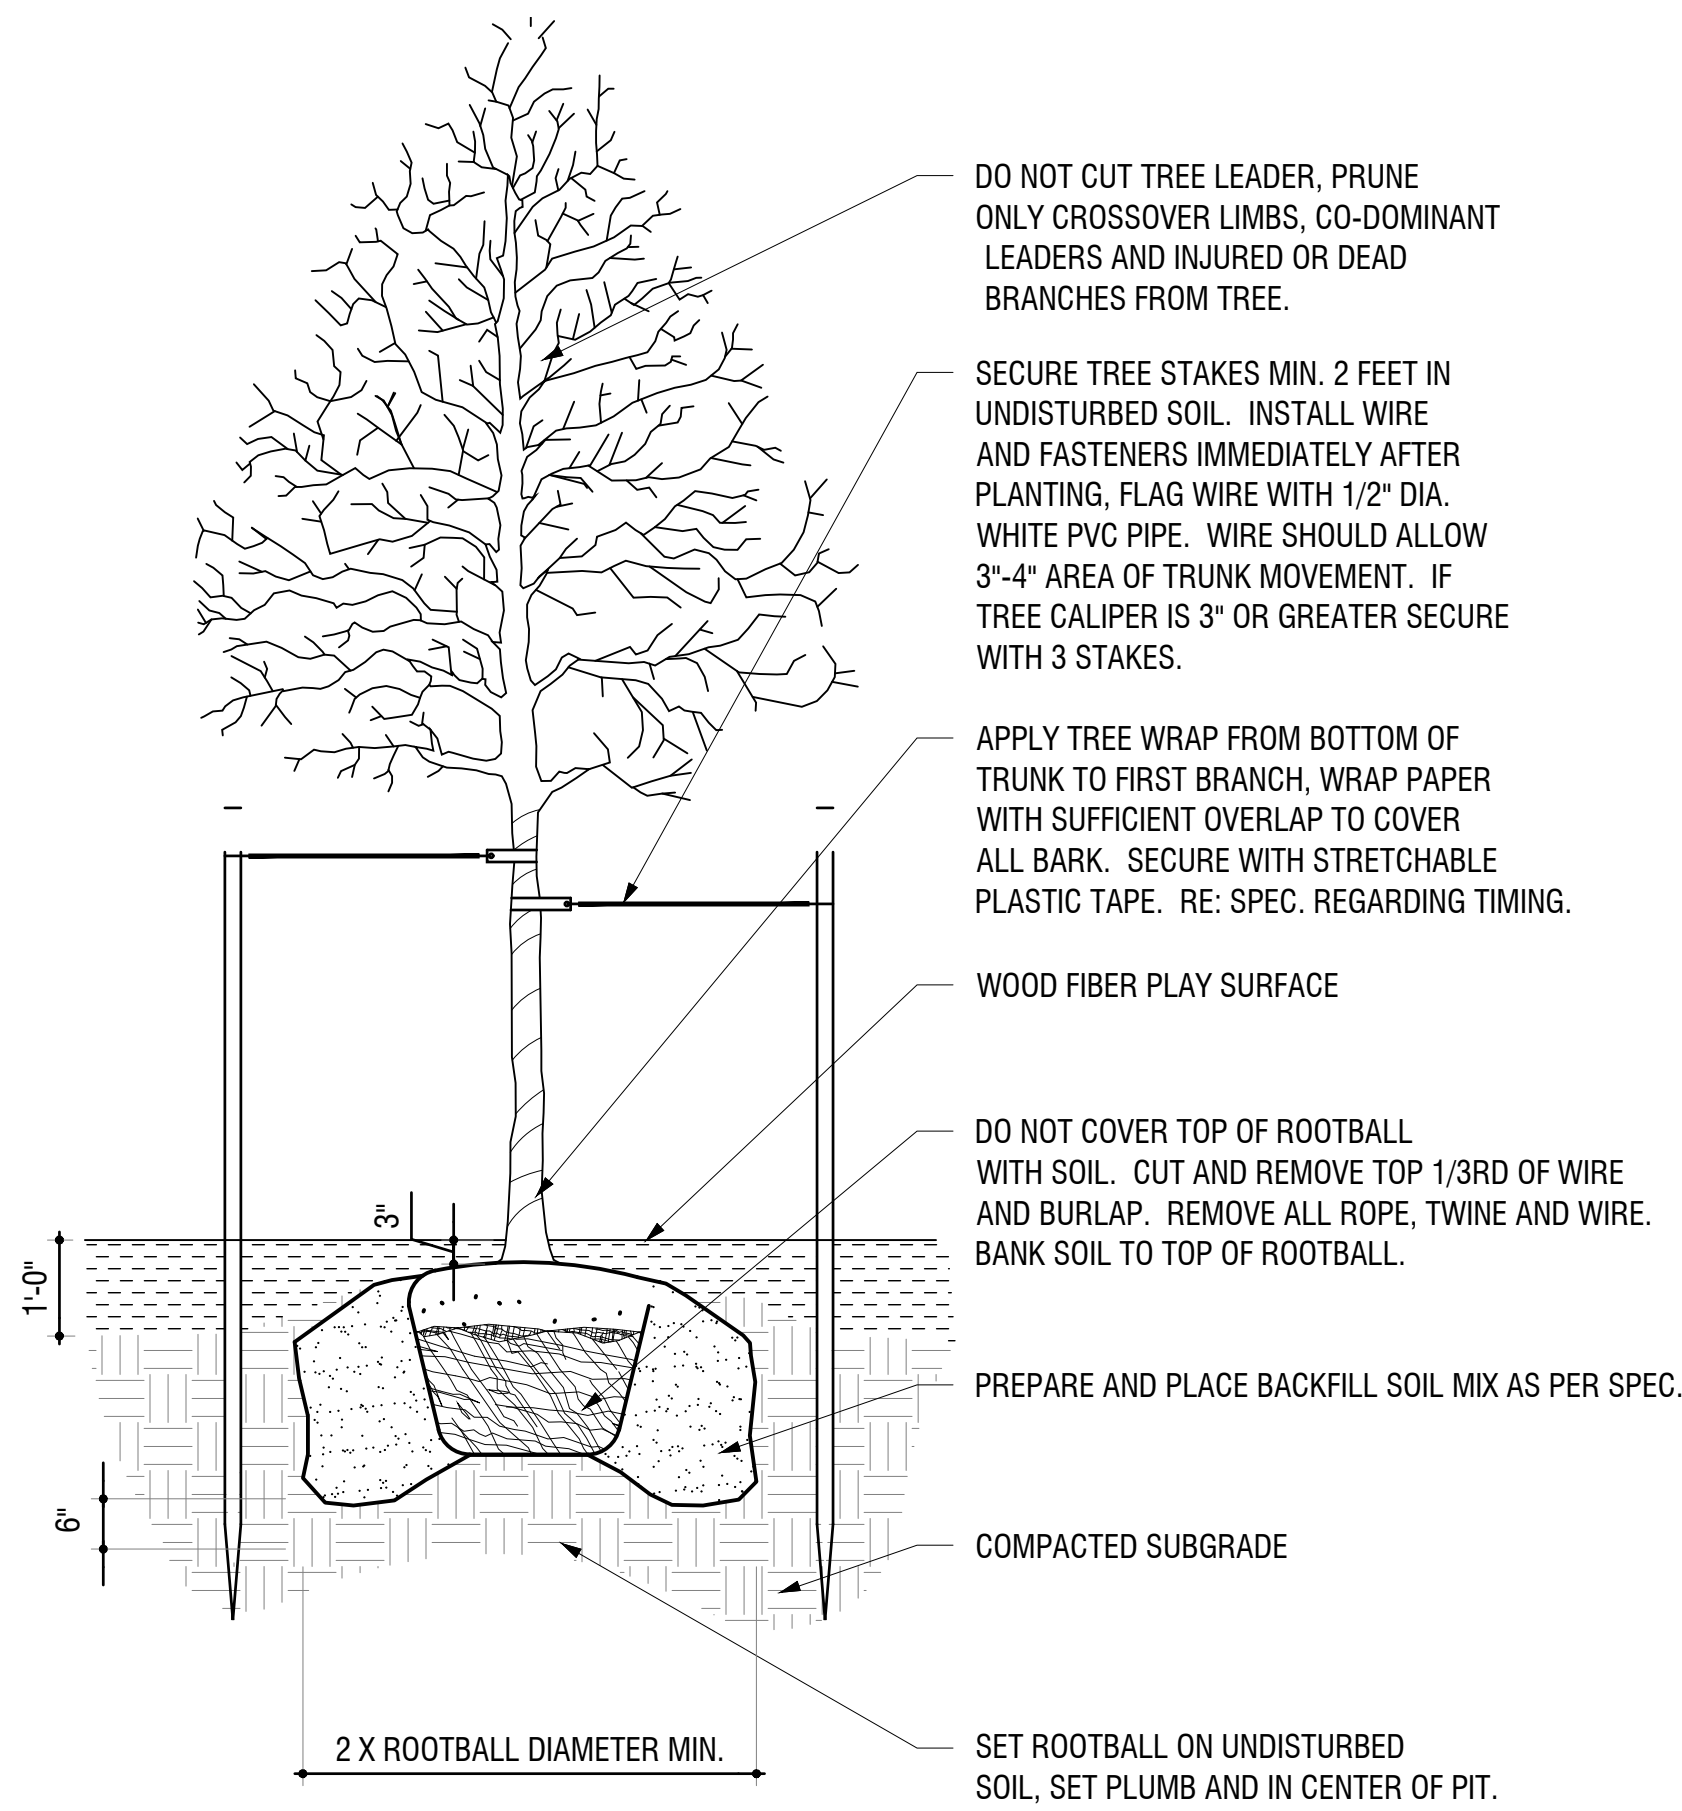 DO NOT CUT TREE LEADER, PRUNE
ONLY CROSSOVER LIMBS, CO-DOMINANT
LEADERS AND INJURED OR DEAD
BRANCHES FROM TREE.
SECURE TREE STAKES MIN. 2 FEET IN
UNDISTURBED SOIL. INSTALL WIRE
AND FASTENERS IMMEDIATELY AFTER
PLANTING, FLAG WIRE WITH 1/2" DIA.
WHITE PVC PIPE. WIRE SHOULD ALLOW
3"-4" AREA OF TRUNK MOVEMENT. IF
TREE CALIPER IS 3" OR GREATER SECURE
WITH 3 STAKES.
APPLY TREE WRAP FROM BOTTOM OF
TRUNK TO FIRST BRANCH, WRAP PAPER
WITH SUFFICIENT OVERLAP TO COVER
ALL BARK. SECURE WITH STRETCHABLE
PLASTIC TAPE. RE: SPEC. REGARDING TIMING.
WOOD FIBER PLAY SURFACE
DO NOT COVER TOP OF ROOTBALL
WITH SOIL. CUT AND REMOVE TOP 1/3RD OF WIRE
AND BURLAP. REMOVE ALL ROPE, TWINE AND WIRE.
BANK SOIL TO TOP OF ROOTBALL.
3"
1'-0"
PREPARE AND PLACE BACKFILL SOIL MIX AS PER SPEC.
6"
COMPACTED SUBGRADE
2 X ROOTBALL DIAMETER MIN.
SET ROOTBALL ON UNDISTURBED
SOIL, SET PLUMB AND IN CENTER OF PIT.